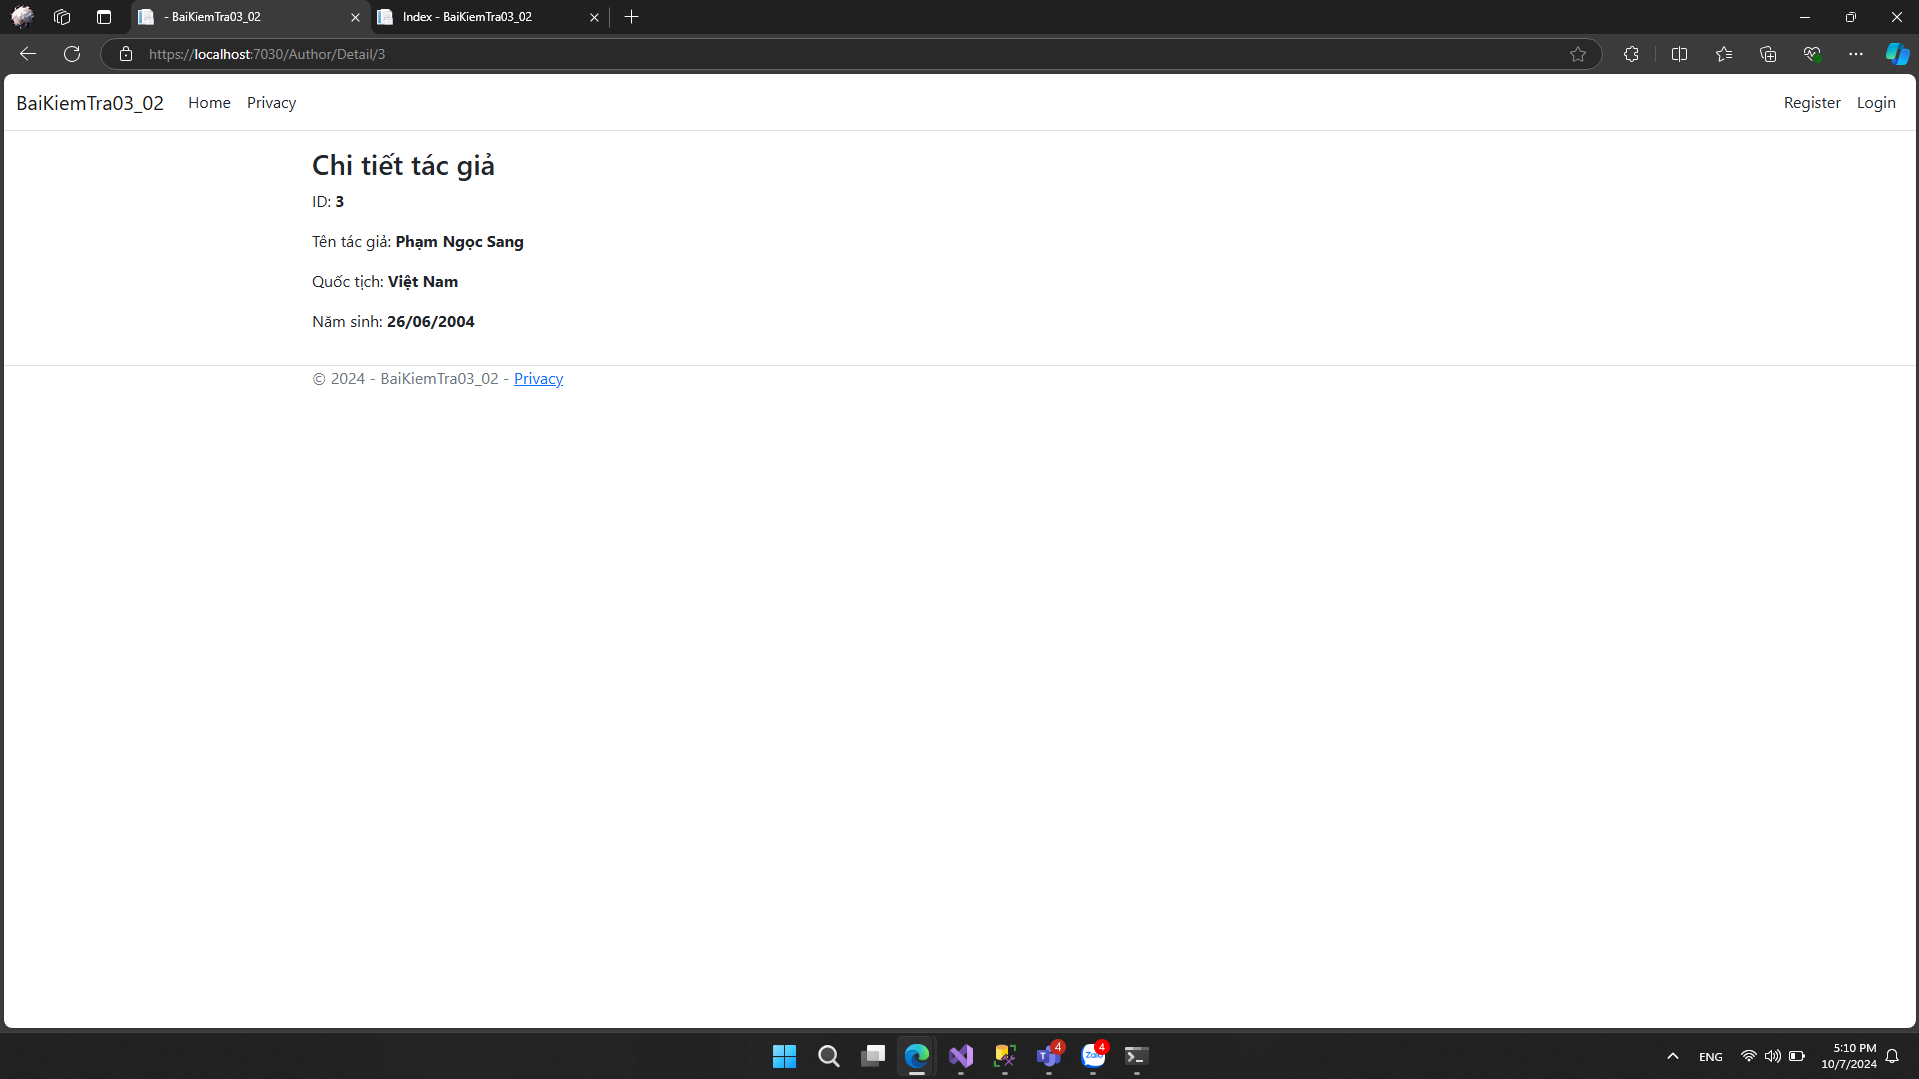 - BaiKiemTra03_02
Index - BaiKiemTra03_02
https://localhost:7030/Author/Detail/3
BaiKiemTra03_02 Home Privacy Register Login
Chi tiết tác giả
ID: 3
Tên tác giả: Phạm Ngọc Sang
Quốc tịch: Việt Nam
Năm sinh: 26/06/2004
© 2024 - BaiKiemTra03_02 - Privacy
4
Zalo
4
ENG
5:10 PM
10/7/2024